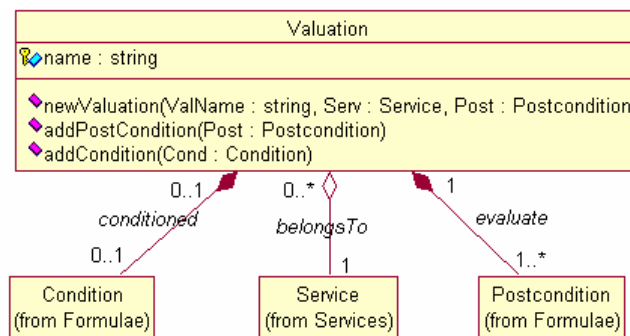 Valuation
name : string
newValuation(ValName : string, Serv : Service, Post : Postcondition
addPostCondition(Post : Postcondition)
addCondition(Cond : Condition)
0..1
0..*
1
conditioned
belongsTo
evaluate
0..1
1
1..*
Condition
(from Formulae)
Service
(from Services)
Postcondition
(from Formulae)